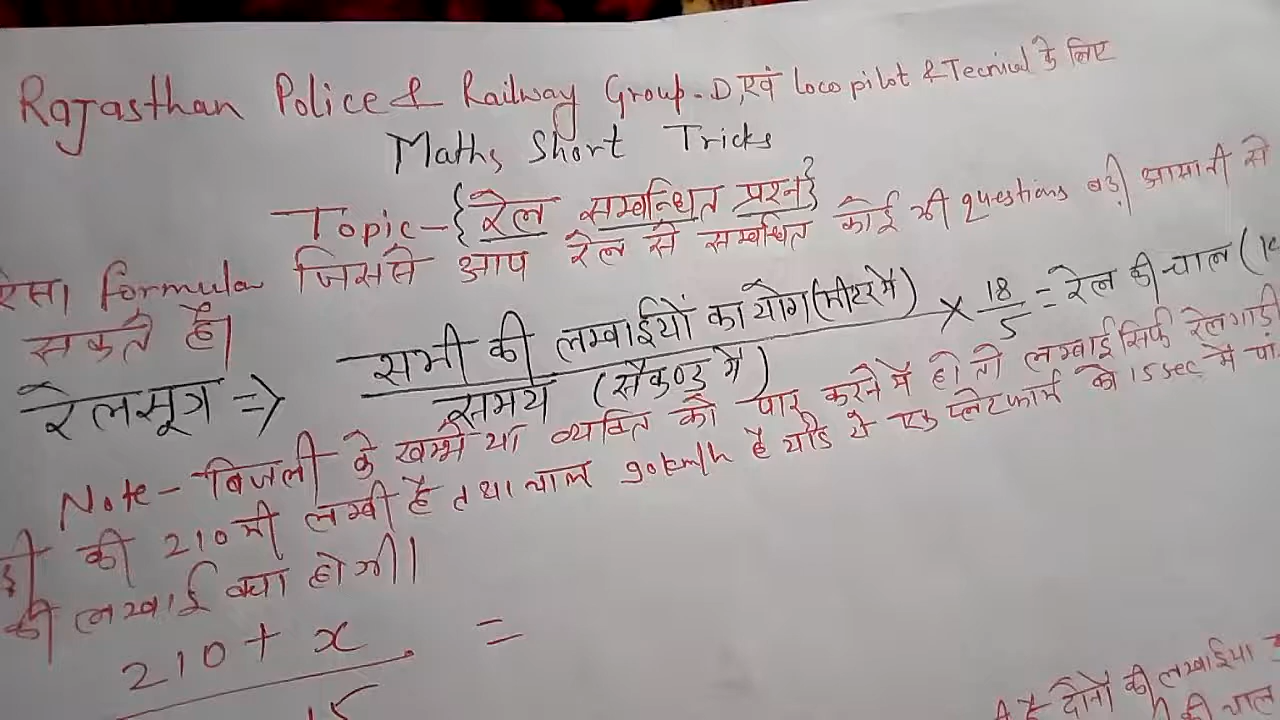 Rajasthan Police & Railway Group-D, एवं Loco pilot & Tecnical के लिए
Maths Short Tricks
Topic-{रेल सम्बन्धित प्रश्न}
ऐसा formula जिससे आप रेल से सम्बन्धित कोई भी questions बड़ी आसानी से
सकते है।
रेलसूत्र => सभी की लम्बाईयों का योग(मीटर में) × 18 = रेल की चाल (
समय (सैकण्ड में) 5
Note- बिजली के खम्भे या व्यक्ति को पार करने में हो तो लम्बाई सिर्फ रेलगाड़ी
की 210 मी लम्बी है तथा चाल 90km/h है यदि ये एक प्लेटफार्म को 15 sec में पा
की लम्बाई क्या होगी।
210 + x =
15
दोनों की लम्बाईया
की चाल